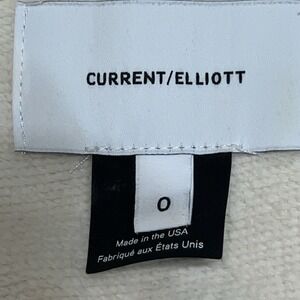 CURRENT/ELLIOTT
0
Made in the USA
Fabriqué aux États Unis